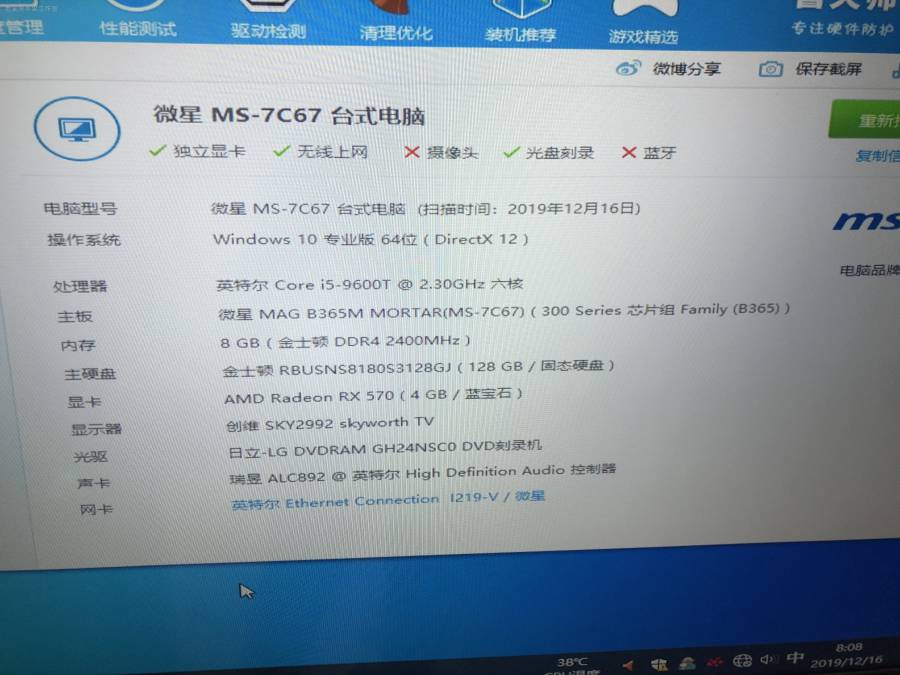 性能测试
驱动检测
清理优化
装机推荐
游戏精选
专注硬件防护
微博分享
保存截屏
微星 MS-7C67 台式电脑
独立显卡
无线上网
摄像头
光盘刻录
蓝牙
电脑型号 微星 MS-7C67 台式电脑 (扫描时间：2019年12月16日)
操作系统 Windows 10 专业版 64位 ( DirectX 12 )
处理器 英特尔 Core i5-9600T @ 2.30GHz 六核
主板 微星 MAG B365M MORTAR(MS-7C67) ( 300 Series 芯片组 Family (B365) )
内存 8 GB ( 金士顿 DDR4 2400MHz )
主硬盘 金士顿 RBUSNS8180S3128GJ ( 128 GB / 固态硬盘 )
显卡 AMD Radeon RX 570 ( 4 GB / 蓝宝石 )
显示器 创维 SKY2992 skyworth TV
光驱 日立-LG DVDRAM GH24NSC0 DVD刻录机
声卡 瑞昱 ALC892 @ 英特尔 High Definition Audio 控制器
网卡 英特尔 Ethernet Connection I219-V / 微星
重新
复制信
ms
电脑品牌
38℃
中
8:08
2019/12/16